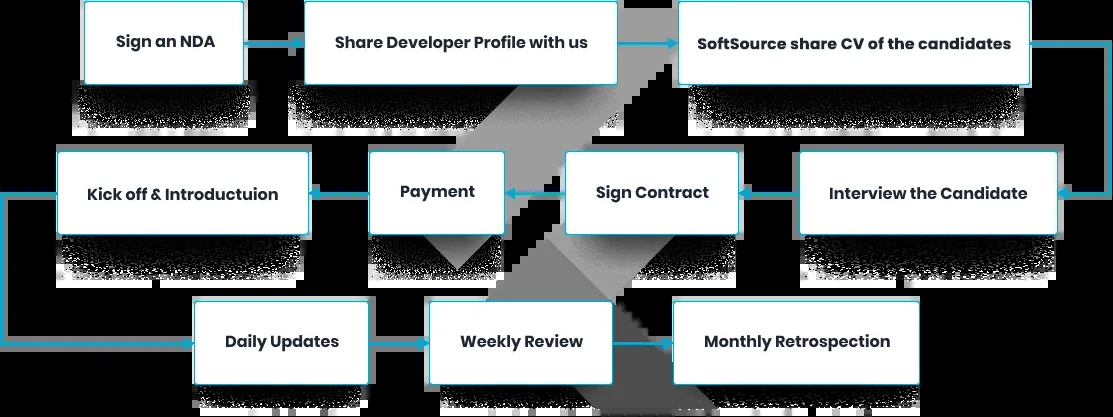 Sign an NDA
Share Developer Profile with us
SoftSource share CV of the candidates
Interview the Candidate
Sign Contract
Payment
Kick off & Introductuion
Daily Updates
Weekly Review
Monthly Retrospection